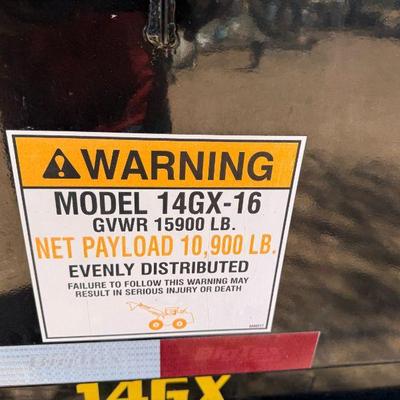 WARNING
MODEL 14GX-16
GVWR 15900 LB.
NET PAYLOAD 10,900 LB.
EVENLY DISTRIBUTED
FAILURE TO FOLLOW THIS WARNING MAY
RESULT IN SERIOUS INJURY OR DEATH
14GX